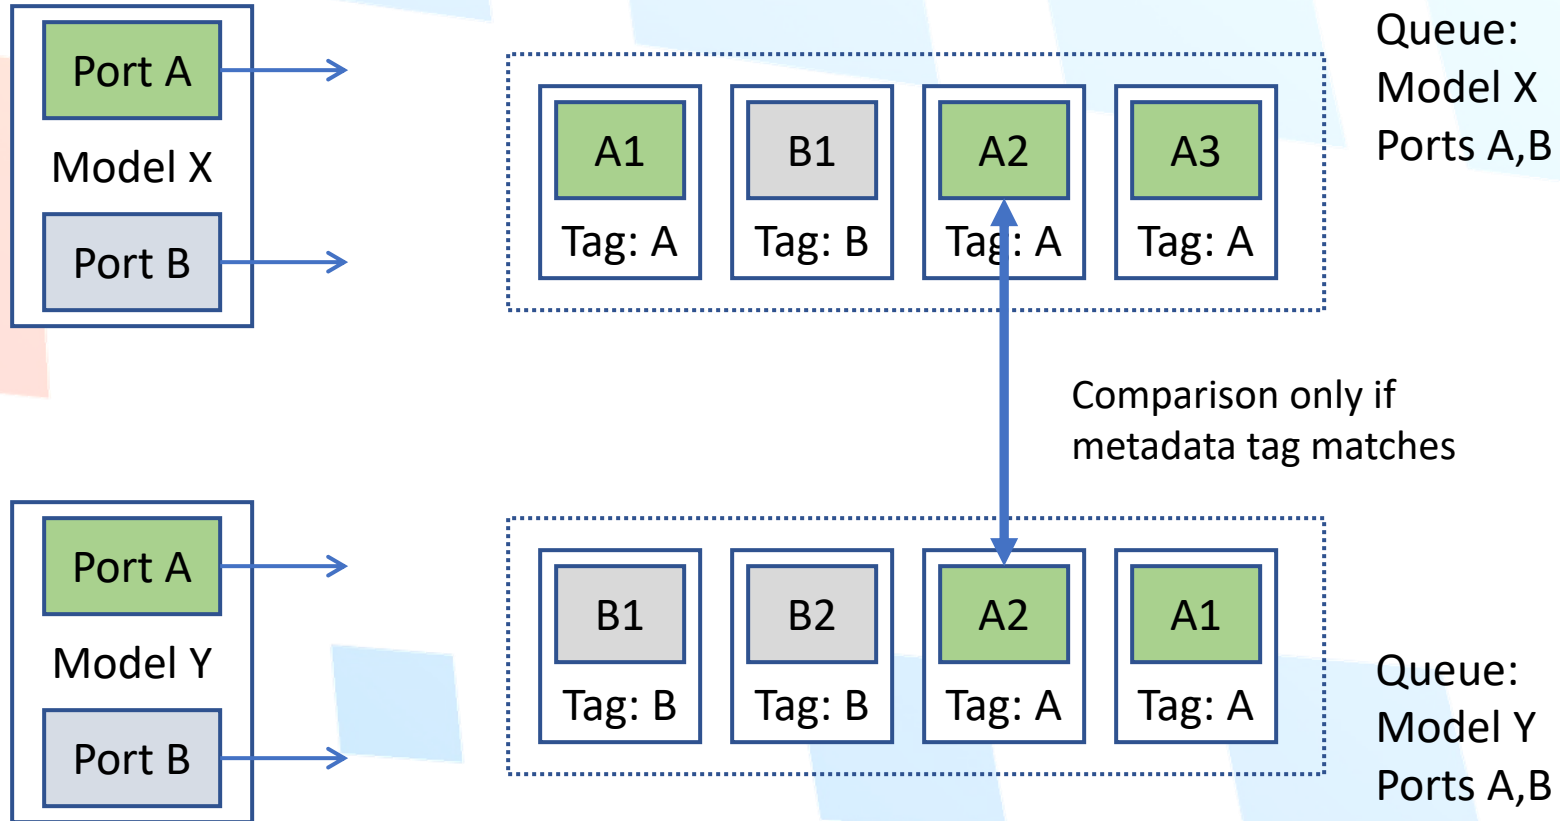 Port A
Model X
Port B
A1
B1
A2
A3
Tag: A
Tag: B
Tag: A
Tag: A
Queue:
Model X
Ports A,B
Comparison only if
metadata tag matches
Port A
Model Y
Port B
B1
B2
A2
A1
Tag: B
Tag: B
Tag: A
Tag: A
Queue:
Model Y
Ports A,B